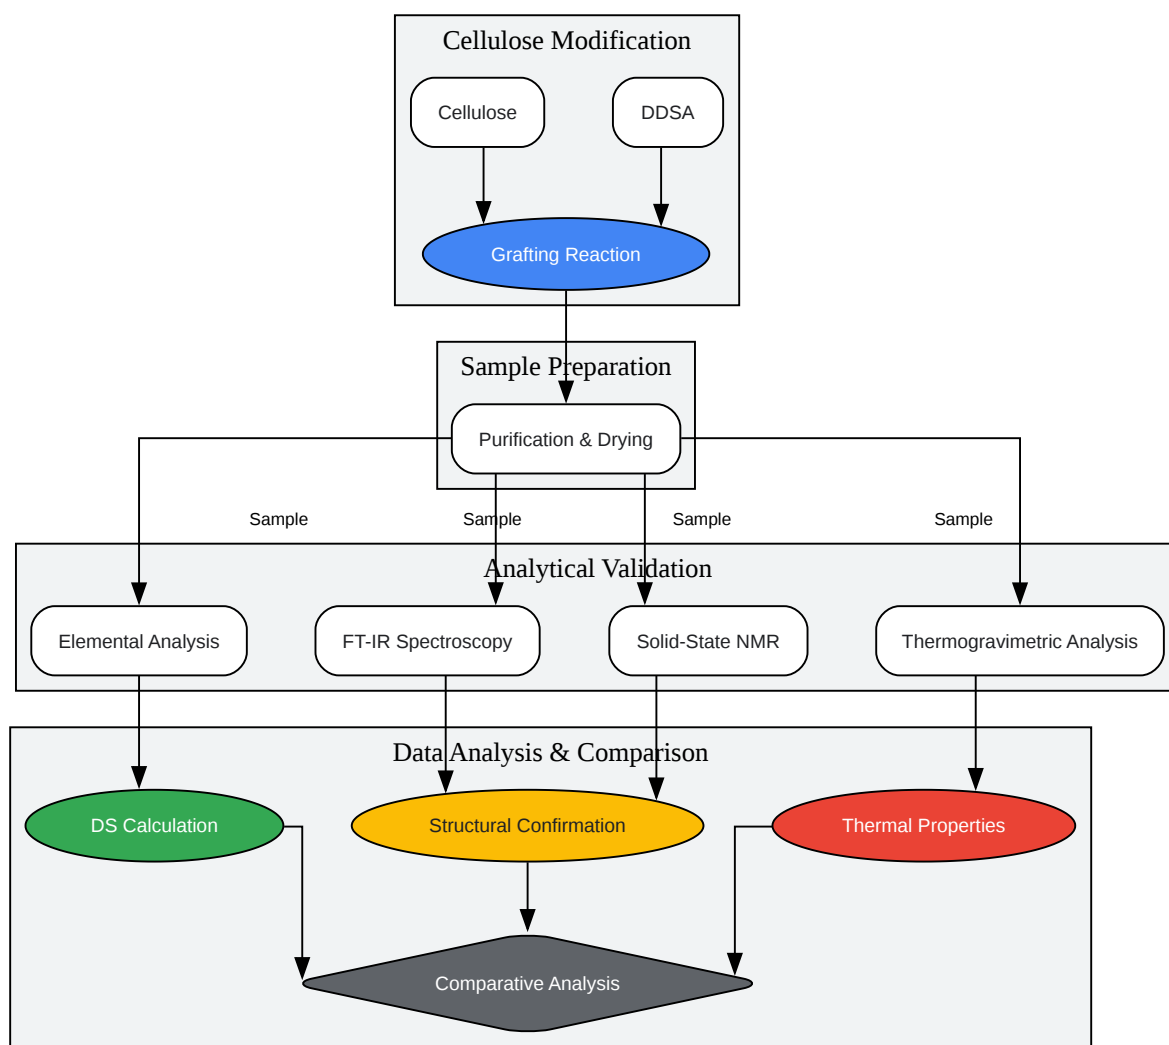 Cellulose Modification
Cellulose
DDSA
Grafting Reaction
Sample Preparation
Purification & Drying
Sample
Sample
Sample
Sample
Analytical Validation
Elemental Analysis
FT-IR Spectroscopy
Solid-State NMR
Thermogravimetric Analysis
Data Analysis & Comparison
DS Calculation
Structural Confirmation
Thermal Properties
Comparative Analysis